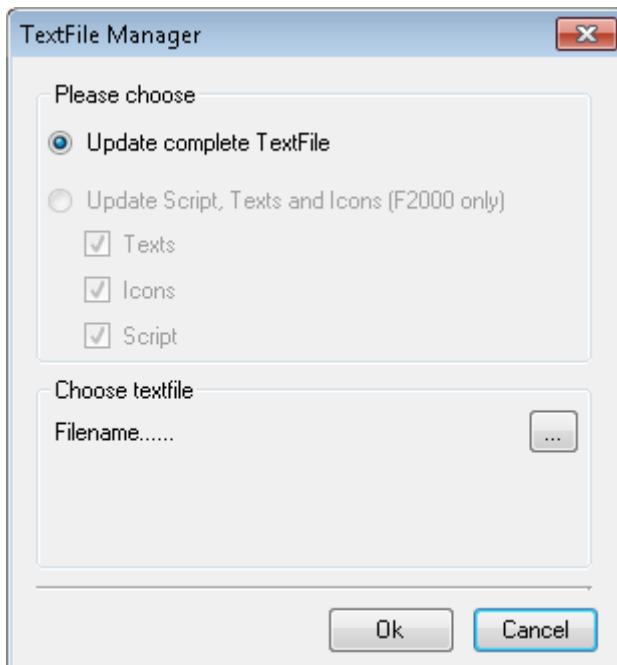 TextFile Manager
Please choose
Update complete TextFile
Update Script, Texts and Icons (F2000 only)
Texts
Icons
Script
Choose textfile
Filename......
...
Ok
Cancel